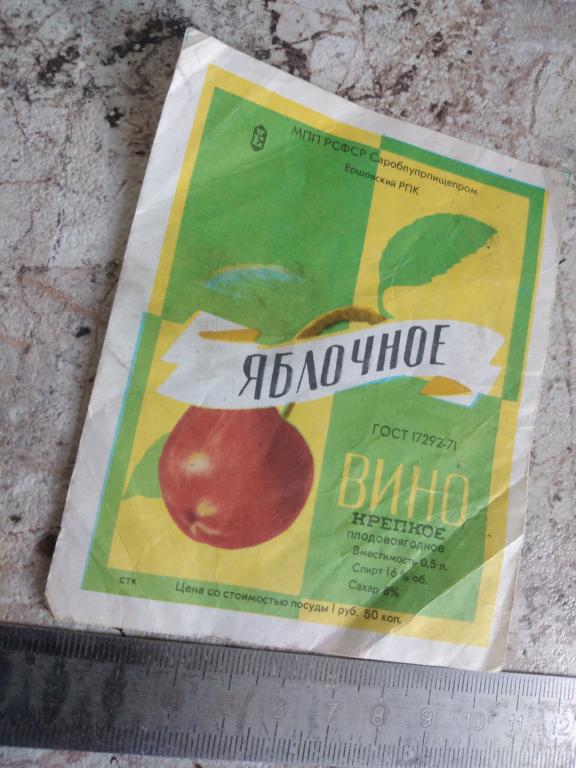 МПП РСФСР Сароблупрпищепром
Ершовский РПК
ЯБЛОЧНОЕ
ГОСТ 17292-71
ВИНО
КРЕПКОЕ
плодовоягодное
Вместимость 0,5 л.
Спирт 16% об.
Сахар 8%
стк
Цена со стоимостью посуды 1 руб. 50 коп.
5 6 7 8 9 10 11 12